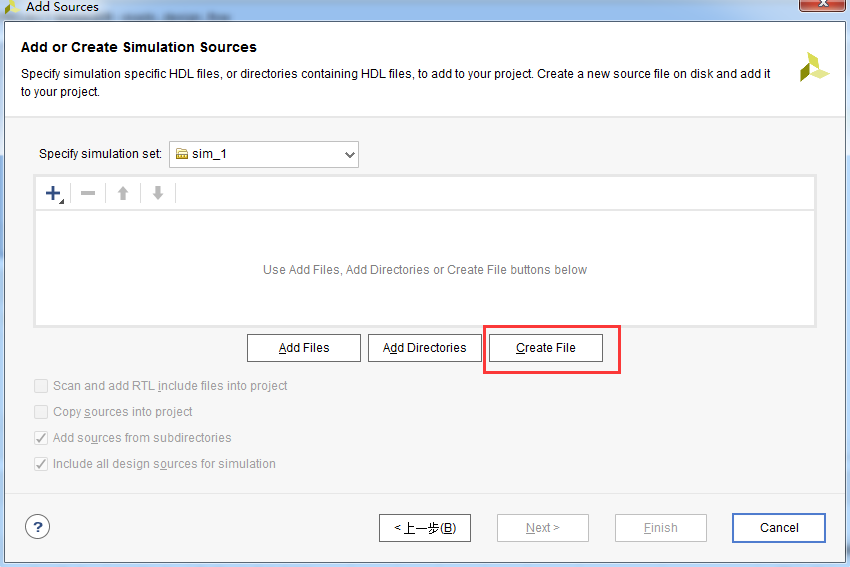 Add Sources
Add or Create Simulation Sources
Specify simulation specific HDL files, or directories containing HDL files, to add to your project. Create a new source file on disk and add it
to your project.
Specify simulation set: sim_1
Use Add Files, Add Directories or Create File buttons below
Add Files Add Directories Create File
Scan and add RTL include files into project
Copy sources into project
Add sources from subdirectories
Include all design sources for simulation
? < 上一步(B) Next > Finish Cancel